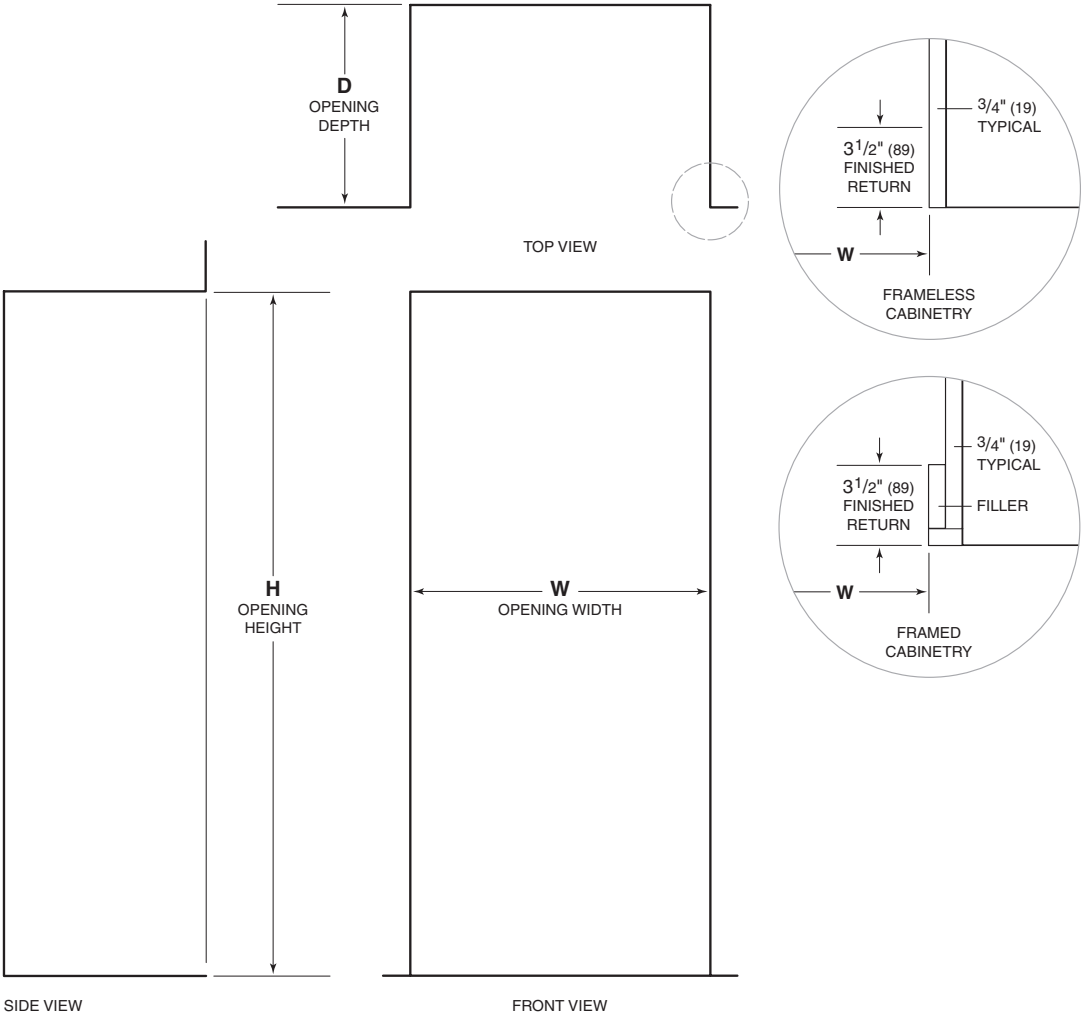 D
OPENING
DEPTH
TOP VIEW
3/4" (19)
TYPICAL
3 1/2" (89)
FINISHED
RETURN
W
FRAMELESS
CABINETRY
3/4" (19)
TYPICAL
3 1/2" (89)
FINISHED
RETURN
FILLER
W
FRAMED
CABINETRY
H
OPENING
HEIGHT
W
OPENING WIDTH
SIDE VIEW
FRONT VIEW